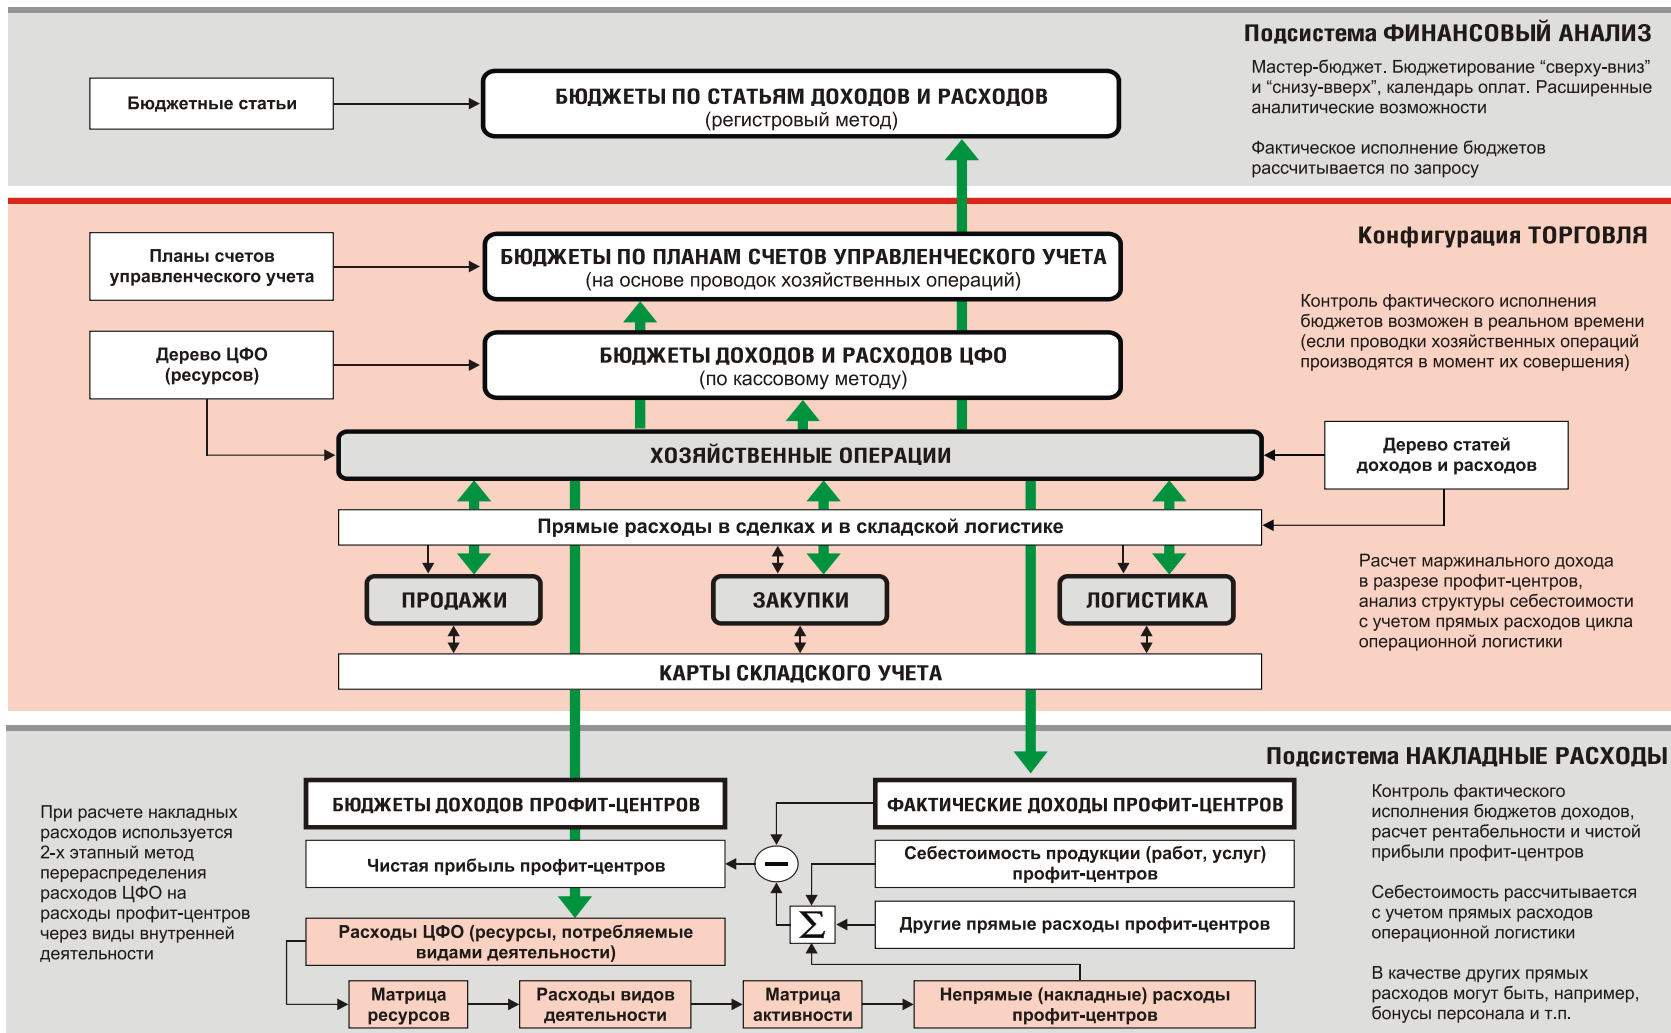 Подсистема ФИНАНСОВЫЙ АНАЛИЗ
Мастер-бюджет. Бюджетирование “сверху-вниз”
и “снизу-вверх”, календарь оплат. Расширенные
аналитические возможности
Фактическое исполнение бюджетов
рассчитывается по запросу
Бюджетные статьи
БЮДЖЕТЫ ПО СТАТЬЯМ ДОХОДОВ И РАСХОДОВ
(регистровый метод)
Конфигурация ТОРГОВЛЯ
Планы счетов
управленческого учета
БЮДЖЕТЫ ПО ПЛАНАМ СЧЕТОВ УПРАВЛЕНЧЕСКОГО УЧЕТА
(на основе проводок хозяйственных операций)
Контроль фактического исполнения
бюджетов возможен в реальном времени
(если проводки хозяйственных операций
производятся в момент их совершения)
Дерево ЦФО
(ресурсов)
БЮДЖЕТЫ ДОХОДОВ И РАСХОДОВ ЦФО
(по кассовому методу)
ХОЗЯЙСТВЕННЫЕ ОПЕРАЦИИ
Дерево статей
доходов и расходов
Прямые расходы в сделках и в складской логистике
ПРОДАЖИ
ЗАКУПКИ
ЛОГИСТИКА
Расчет маржинального дохода
в разрезе профит-центров,
анализ структуры себестоимости
с учетом прямых расходов цикла
операционной логистики
КАРТЫ СКЛАДСКОГО УЧЕТА
Подсистема НАКЛАДНЫЕ РАСХОДЫ
При расчете накладных
расходов используется
2-х этапный метод
перераспределения
расходов ЦФО на
расходы профит-центров
через виды внутренней
деятельности
БЮДЖЕТЫ ДОХОДОВ ПРОФИТ-ЦЕНТРОВ
ФАКТИЧЕСКИЕ ДОХОДЫ ПРОФИТ-ЦЕНТРОВ
Чистая прибыль профит-центров
–
Себестоимость продукции (работ, услуг)
профит-центров
Σ
Другие прямые расходы профит-центров
Расходы ЦФО (ресурсы, потребляемые
видами деятельности)
Матрица
ресурсов
Расходы видов
деятельности
Матрица
активности
Непрямые (накладные) расходы
профит-центров
Контроль фактического
исполнения бюджетов доходов,
расчет рентабельности и чистой
прибыли профит-центров
Себестоимость рассчитывается
с учетом прямых расходов
операционной логистики
В качестве других прямых
расходов могут быть, например,
бонусы персонала и т.п.